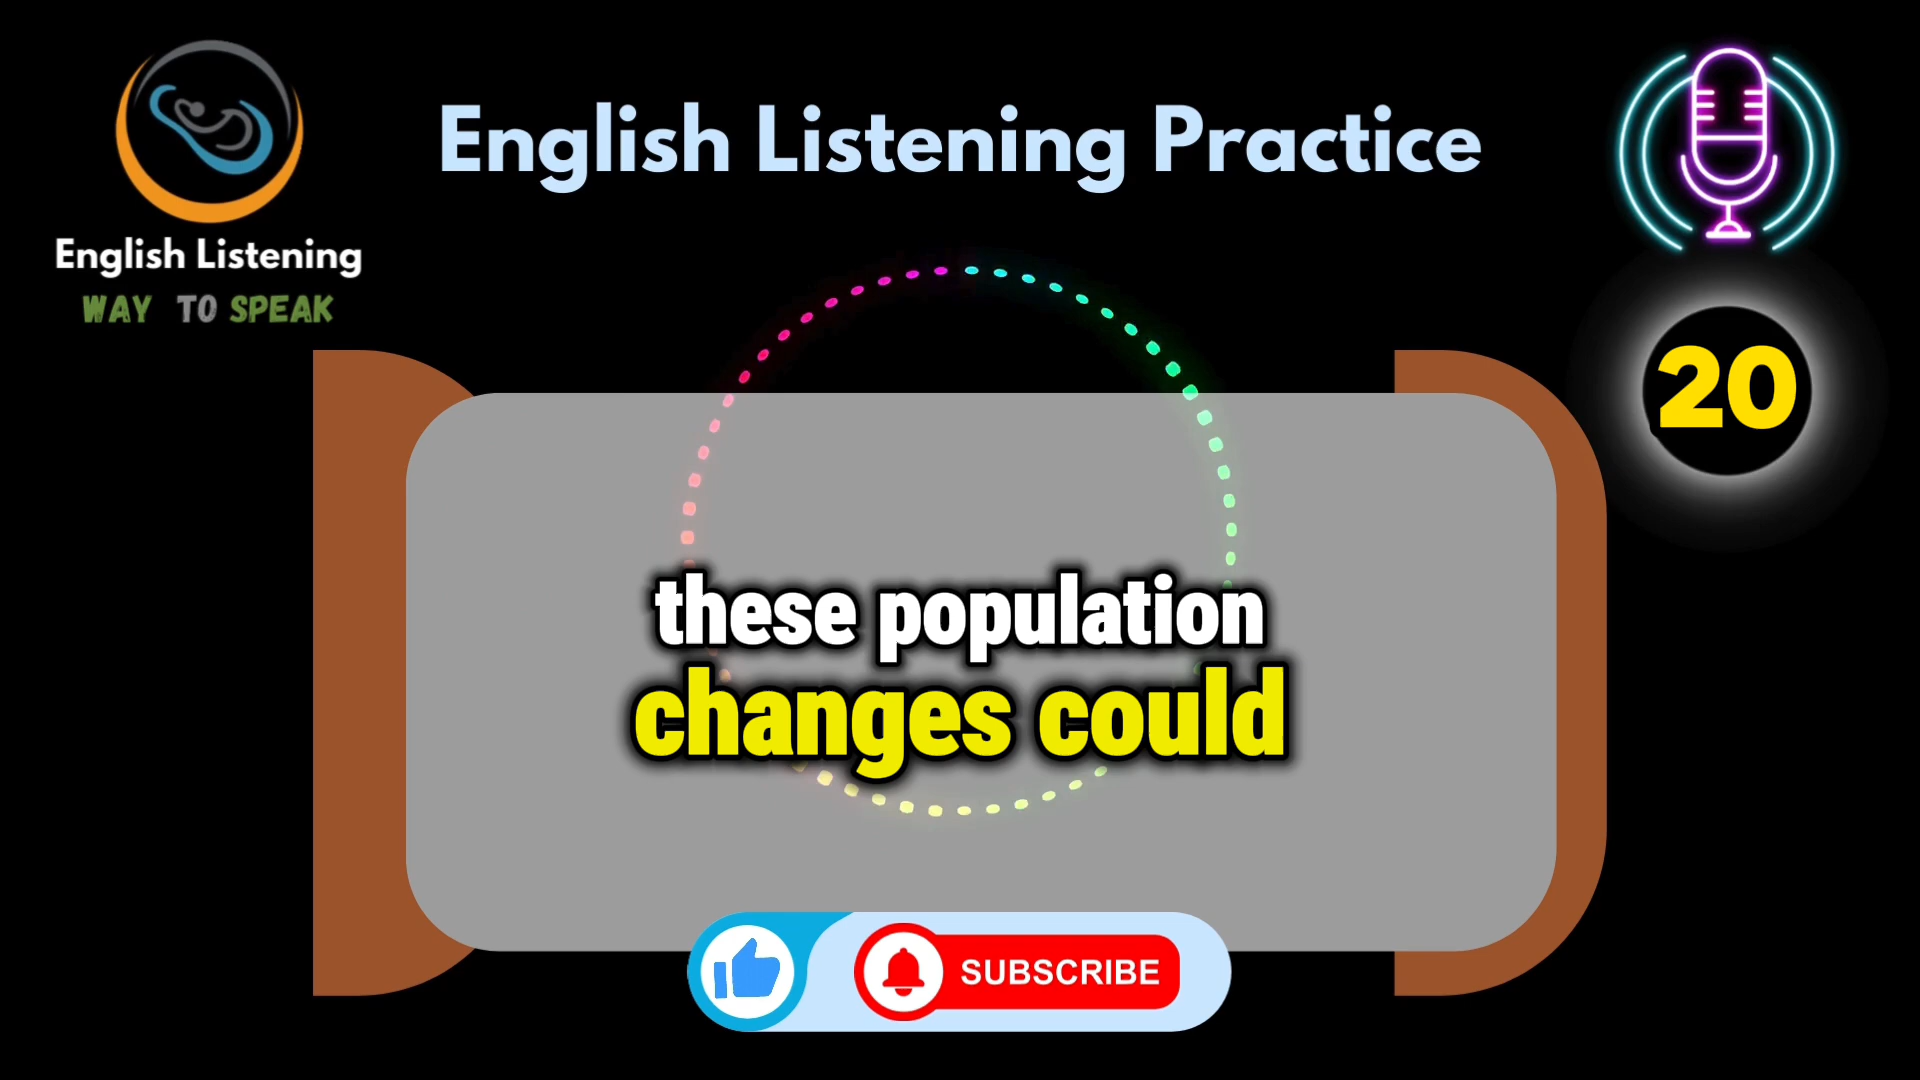 English Listening Practice
English Listening
WAY TO SPEAK
20
these population
changes could
SUBSCRIBE